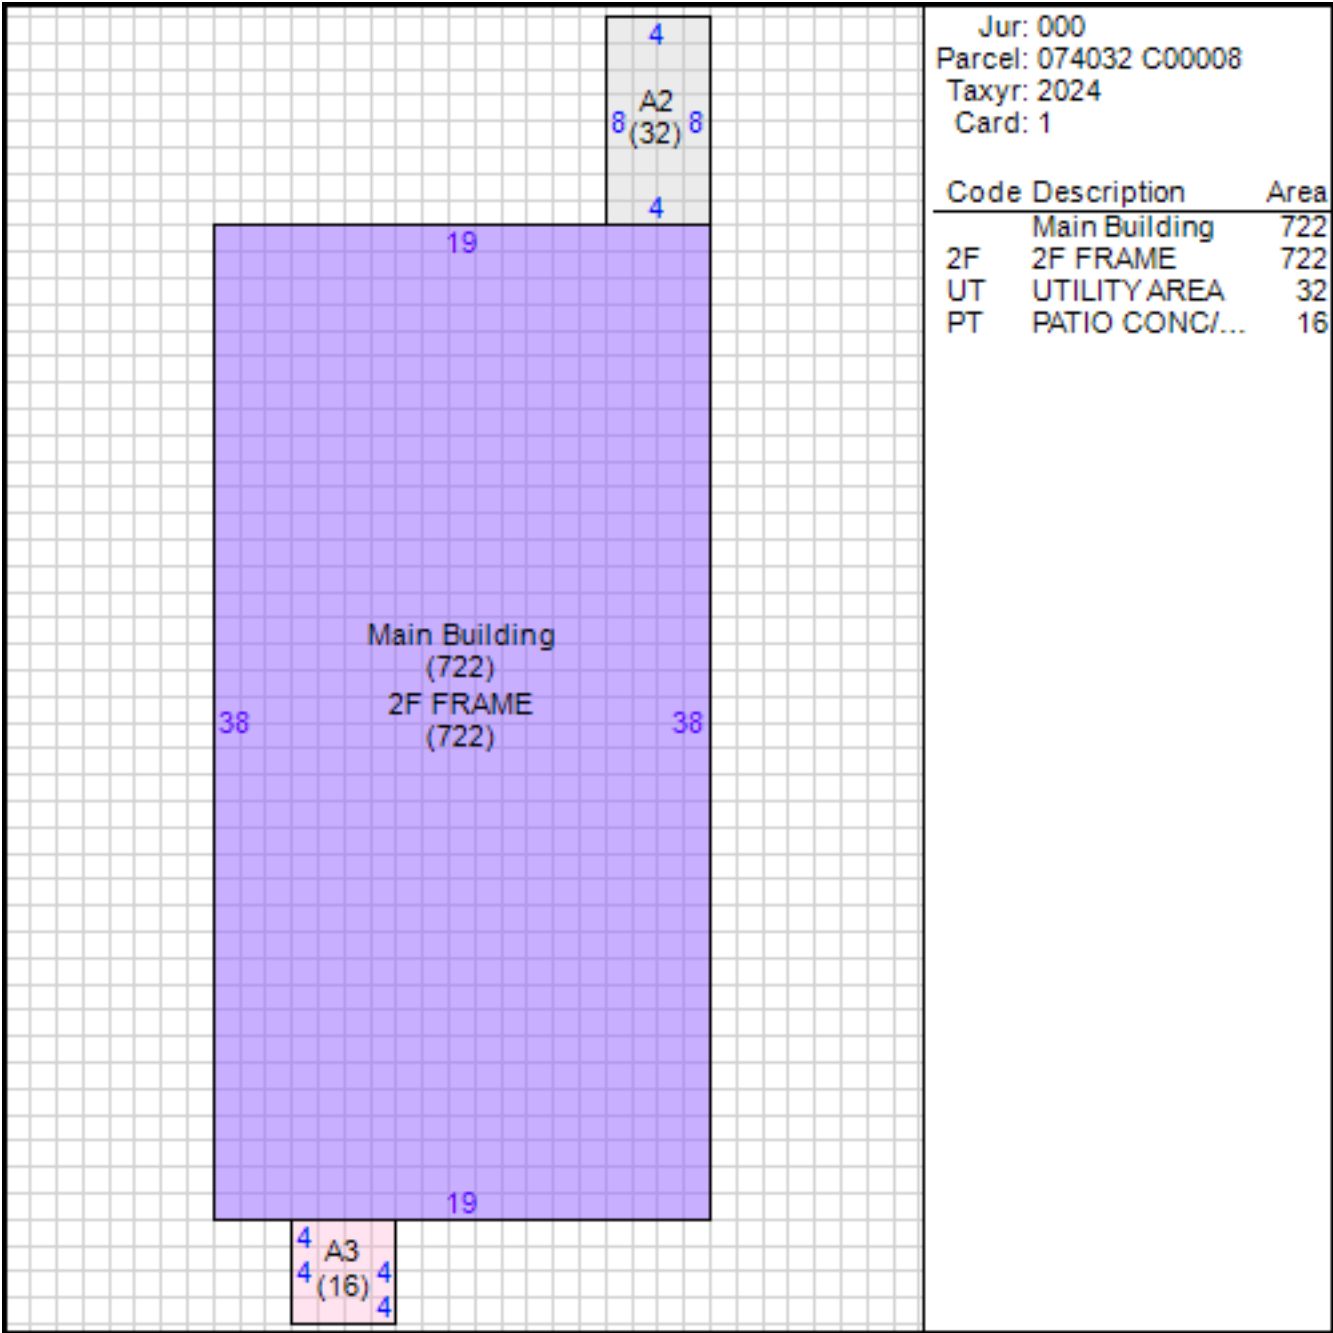 4
A2
8 (32) 8
4
19
Main Building
(722)
2F FRAME
(722)
38 38
19
4
A3
4 (16) 4
4
Jur: 000
Parcel: 074032 C00008
Taxyr: 2024
Card: 1
Code Description Area
Main Building 722
2F 2F FRAME 722
UT UTILITY AREA 32
PT PATIO CONC/... 16